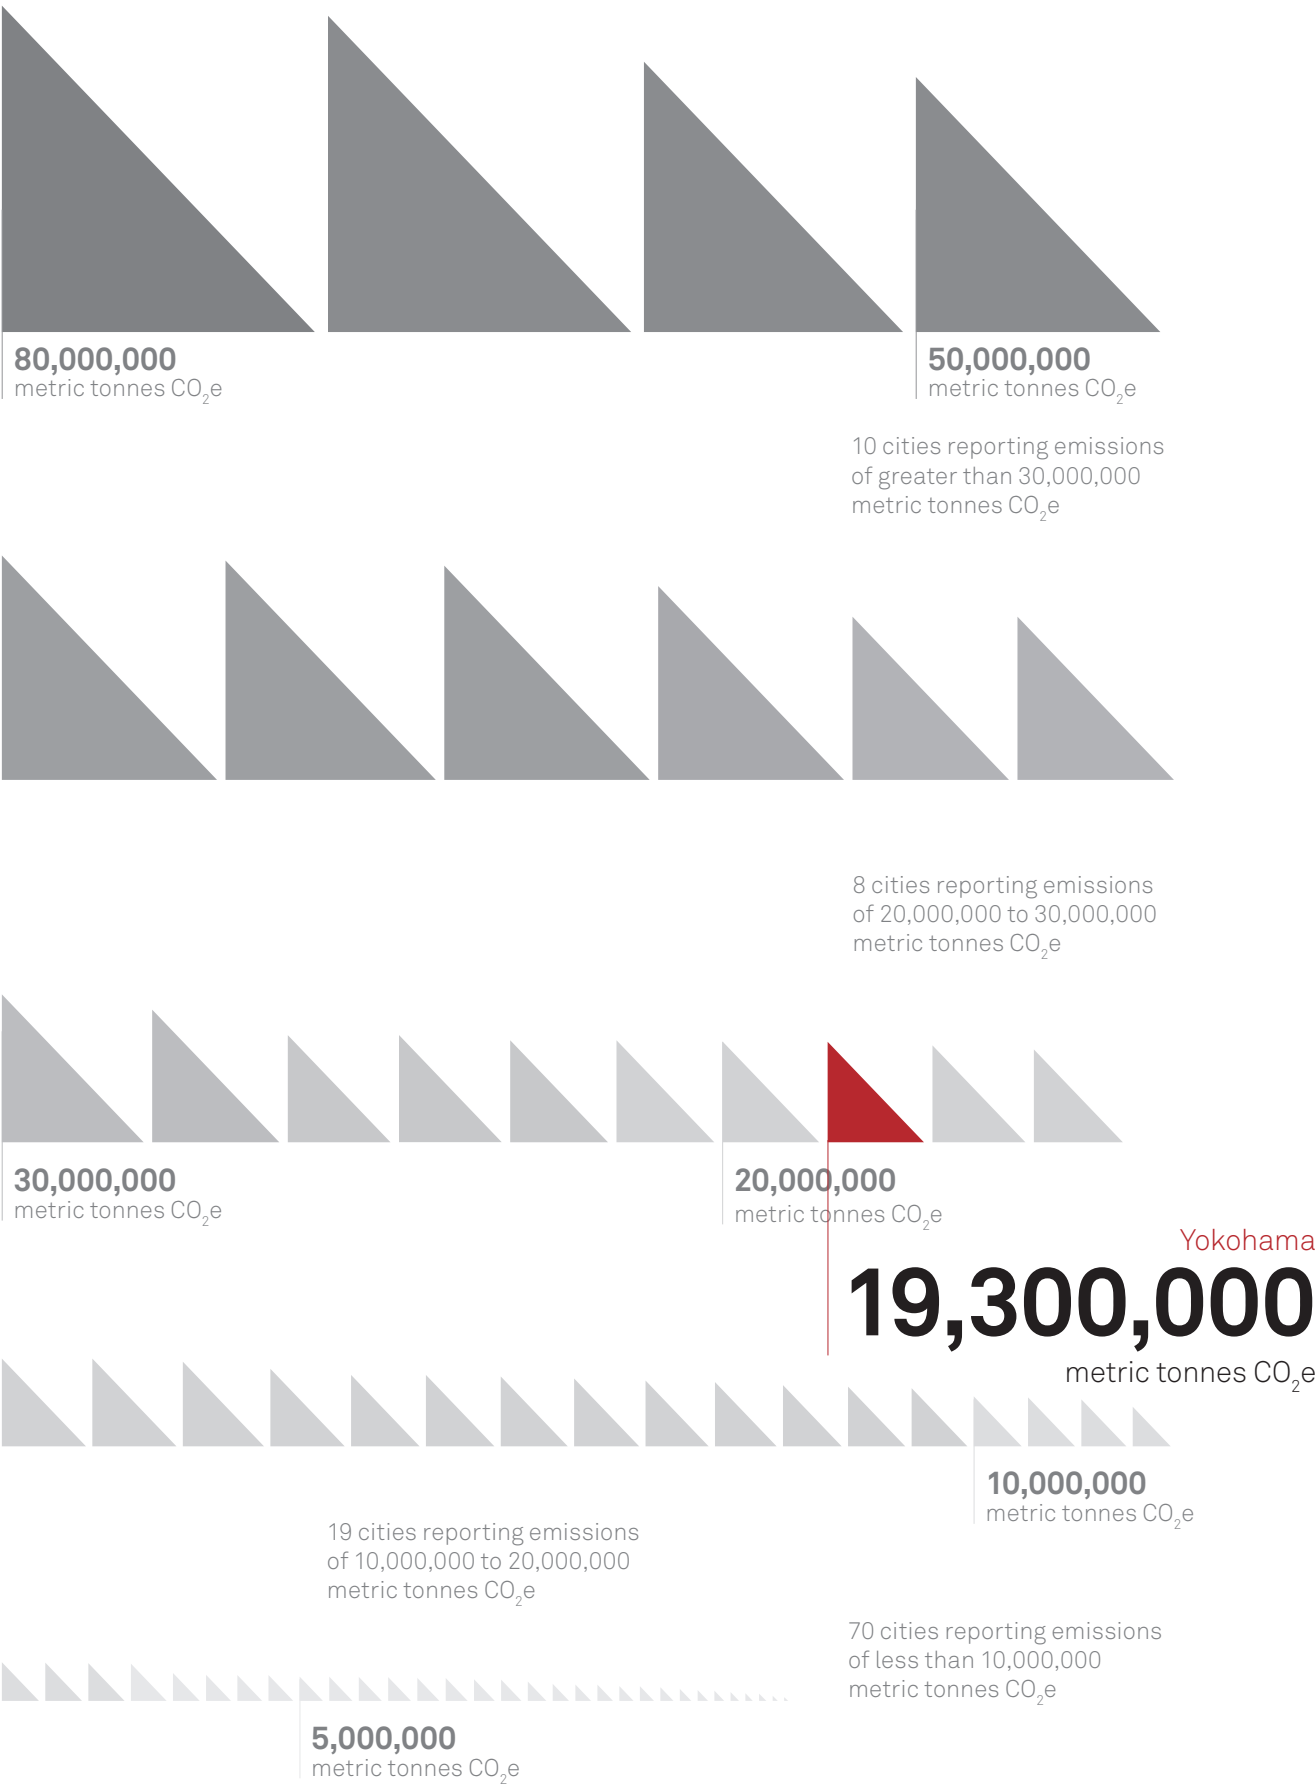 80,000,000
metric tonnes CO₂e
50,000,000
metric tonnes CO₂e
10 cities reporting emissions
of greater than 30,000,000
metric tonnes CO₂e
8 cities reporting emissions
of 20,000,000 to 30,000,000
metric tonnes CO₂e
30,000,000
metric tonnes CO₂e
20,000,000
metric tonnes CO₂e
Yokohama
19,300,000
metric tonnes CO₂e
10,000,000
metric tonnes CO₂e
19 cities reporting emissions
of 10,000,000 to 20,000,000
metric tonnes CO₂e
70 cities reporting emissions
of less than 10,000,000
metric tonnes CO₂e
5,000,000
metric tonnes CO₂e